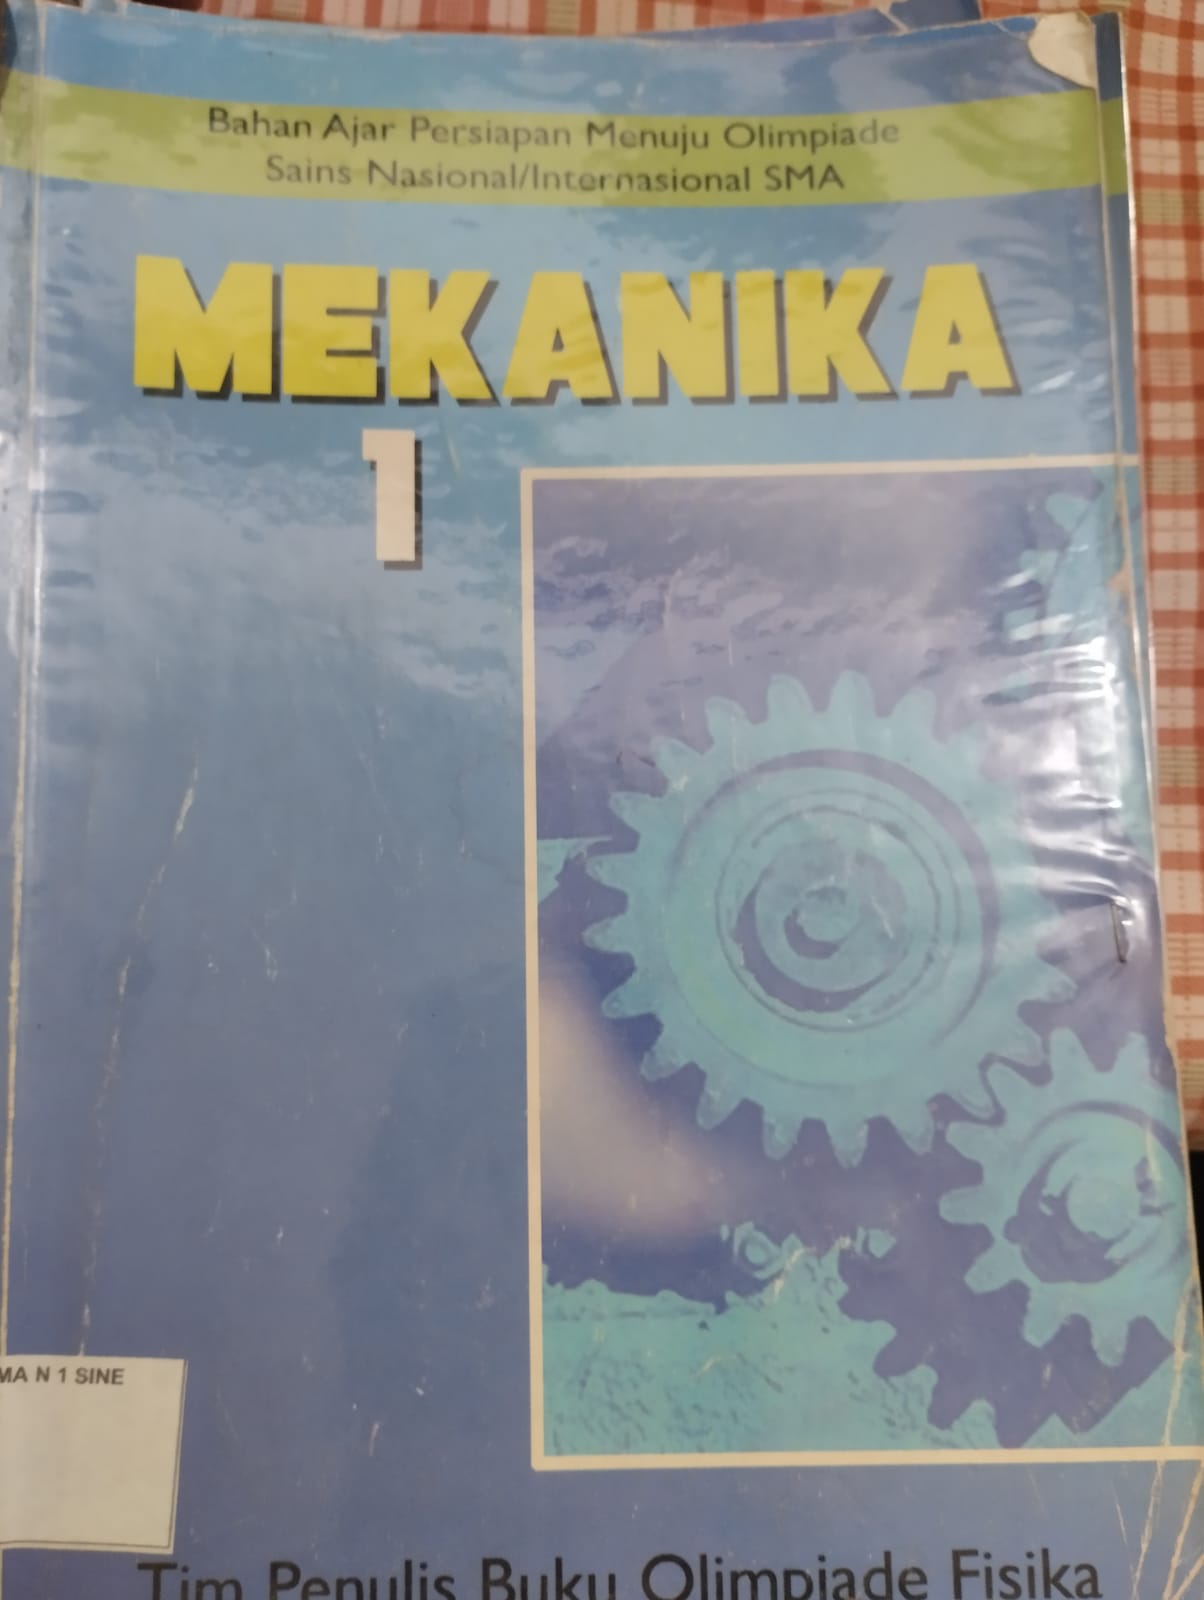 Bahan Ajar Persiapan Menuju Olimpiade
Sains Nasional/Internasional SMA
MEKANIKA
1
MA N 1 SINE
Tim Penulis Buku Olimpiade Fisika